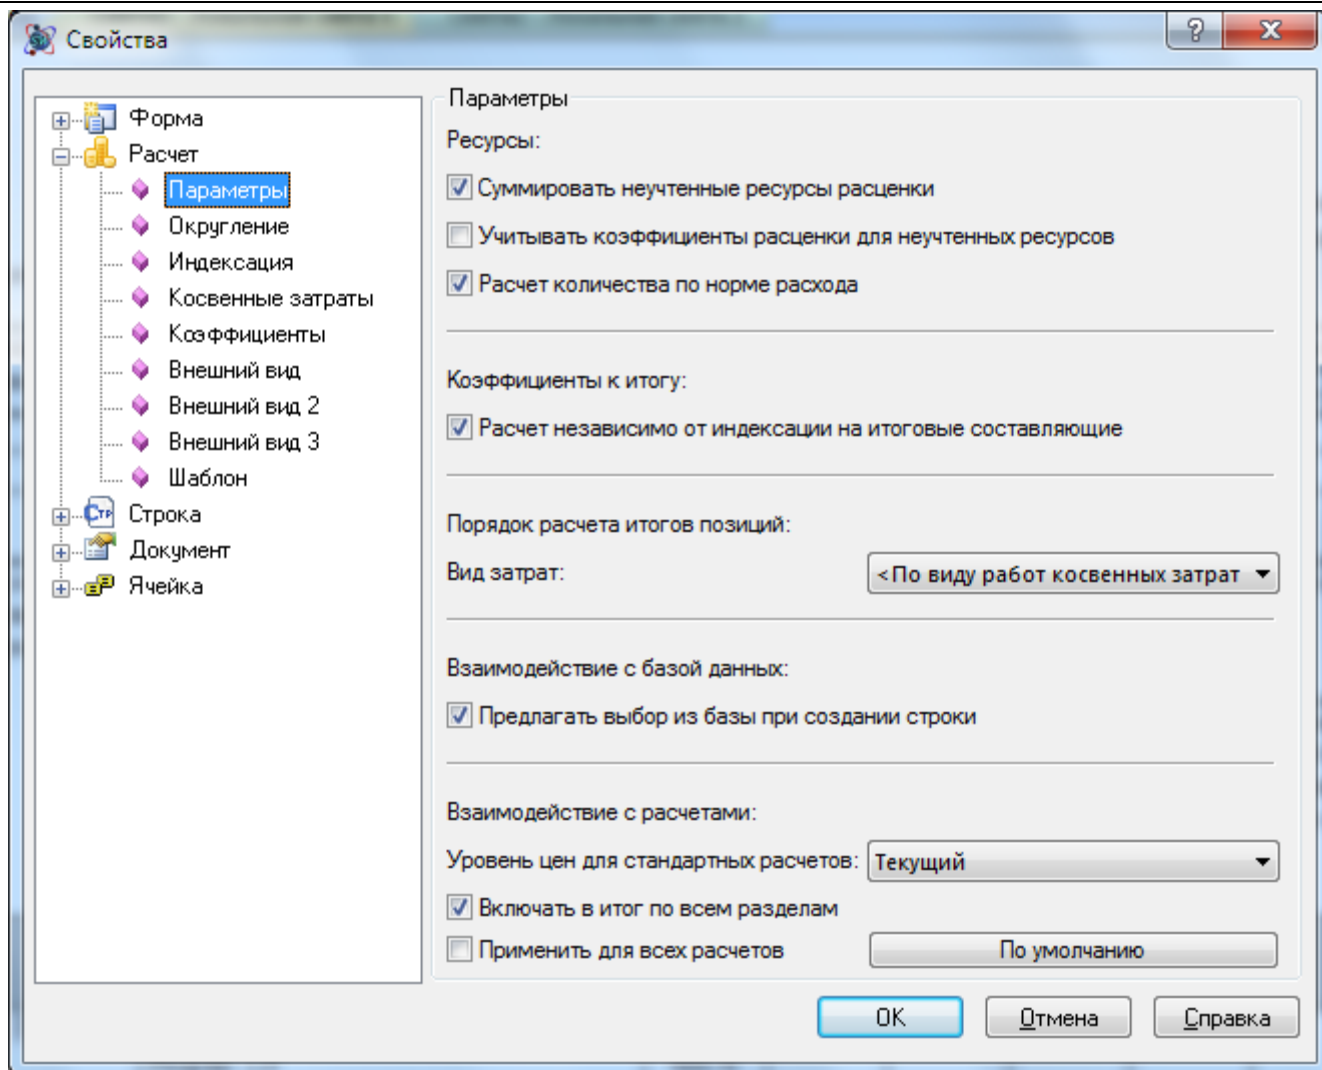 Свойства
Форма
Расчет
Параметры
Округление
Индексация
Косвенные затраты
Коэффициенты
Внешний вид
Внешний вид 2
Внешний вид 3
Шаблон
Строка
Документ
Ячейка
Параметры
Ресурсы:
Суммировать неучтенные ресурсы расценки
Учитывать коэффициенты расценки для неучтенных ресурсов
Расчет количества по норме расхода
Коэффициенты к итогу:
Расчет независимо от индексации на итоговые составляющие
Порядок расчета итогов позиций:
Вид затрат: <По виду работ косвенных затрат
Взаимодействие с базой данных:
Предлагать выбор из базы при создании строки
Взаимодействие с расчетами:
Уровень цен для стандартных расчетов: Текущий
Включать в итог по всем разделам
Применить для всех расчетов По умолчанию
OK Отмена Справка